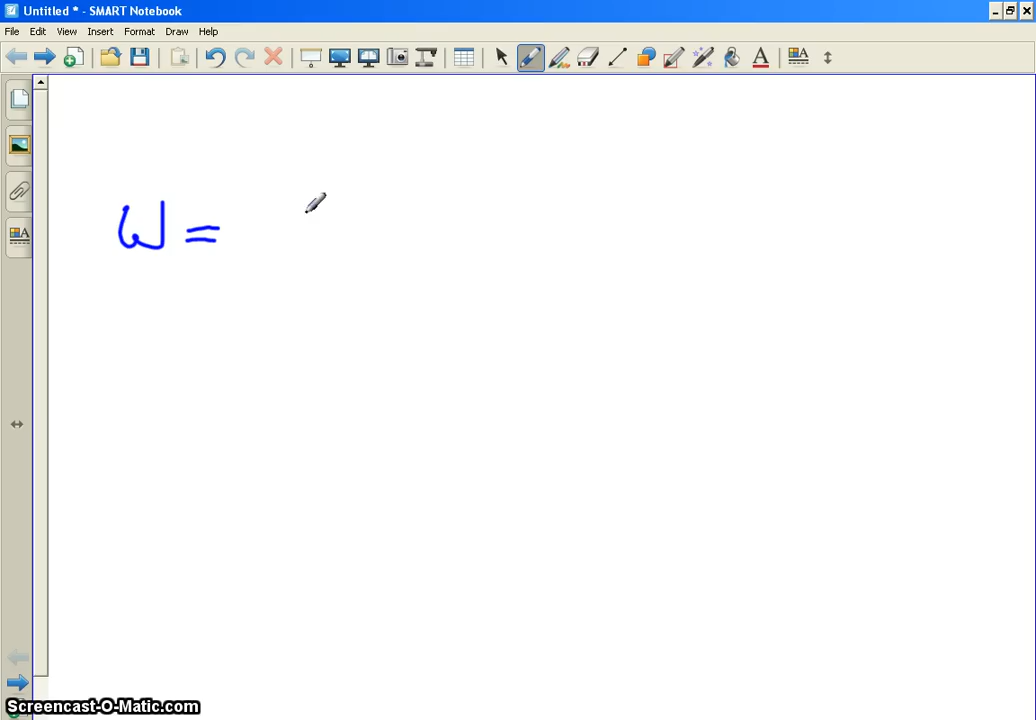 Untitled * - SMART Notebook
File Edit View Insert Format Draw Help
W =
Screencast-O-Matic.com